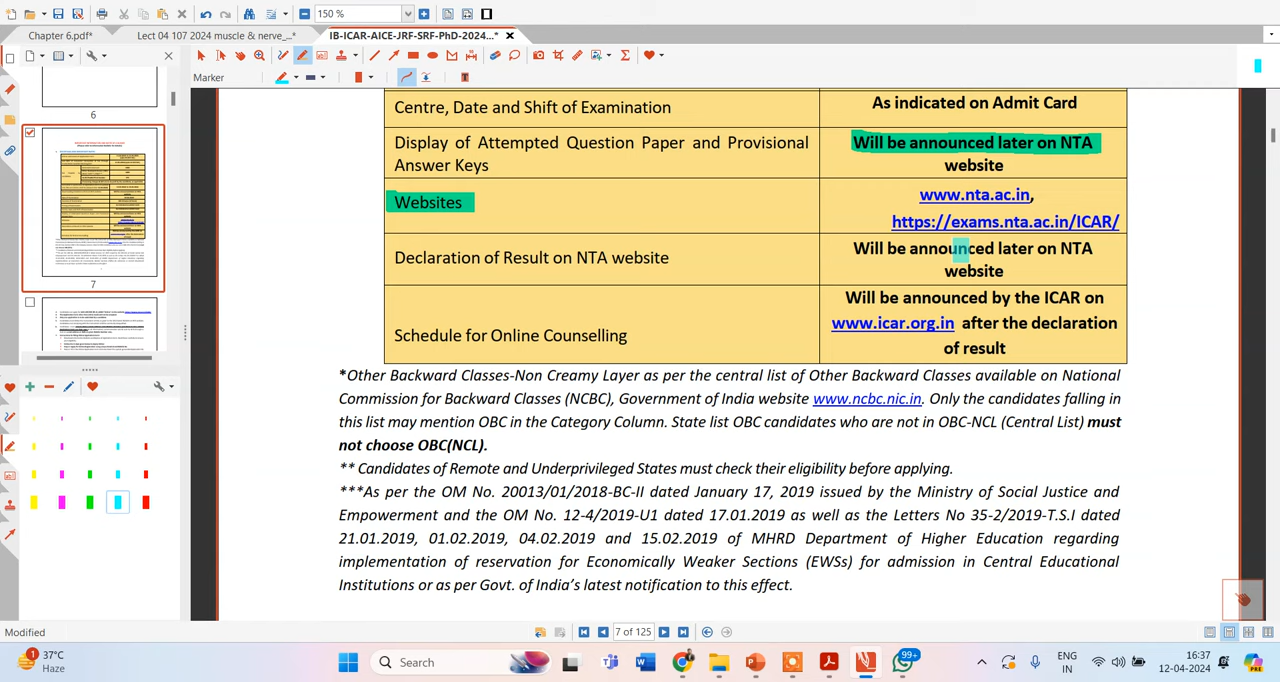 150 %
Chapter 6.pdf*
Lect 04 107 2024 muscle & nerve_...*
IB-ICAR-AICE-JRF-SRF-PhD-2024...*
Marker
6
7
Centre, Date and Shift of Examination
As indicated on Admit Card
Display of Attempted Question Paper and Provisional
Answer Keys
Will be announced later on NTA
website
Websites
www.nta.ac.in,
https://exams.nta.ac.in/ICAR/
Declaration of Result on NTA website
Will be announced later on NTA
website
Schedule for Online Counselling
Will be announced by the ICAR on
www.icar.org.in after the declaration
of result
*Other Backward Classes-Non Creamy Layer as per the central list of Other Backward Classes available on National
Commission for Backward Classes (NCBC), Government of India website www.ncbc.nic.in. Only the candidates falling in
this list may mention OBC in the Category Column. State list OBC candidates who are not in OBC-NCL (Central List) must
not choose OBC(NCL).
** Candidates of Remote and Underprivileged States must check their eligibility before applying.
***As per the OM No. 20013/01/2018-BC-II dated January 17, 2019 issued by the Ministry of Social Justice and
Empowerment and the OM No. 12-4/2019-U1 dated 17.01.2019 as well as the Letters No 35-2/2019-T.S.I dated
21.01.2019, 01.02.2019, 04.02.2019 and 15.02.2019 of MHRD Department of Higher Education regarding
implementation of reservation for Economically Weaker Sections (EWSs) for admission in Central Educational
Institutions or as per Govt. of India's latest notification to this effect.
Modified
7 of 125
1
37°C
Haze
Search
99+
ENG
IN
16:37
12-04-2024
PRE